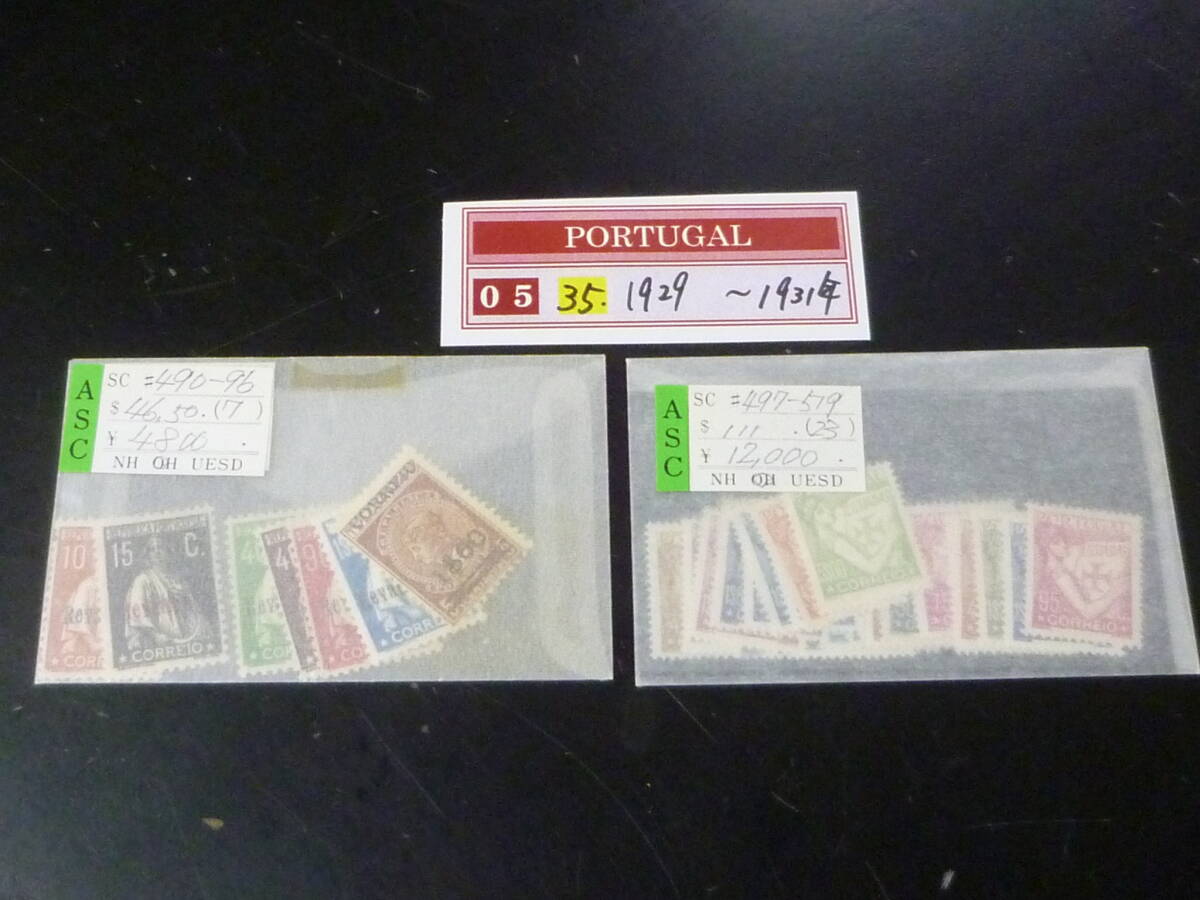 PORTUGAL
05 35. 1929 ~1931年
ASC
SC #490-96
$ 46.50.(7)
¥ 4800.
NH OH UESD
ASC
SC #497-519
$ 111.(23)
¥ 12,000.
NH OH UESD
10
15 C.
CORREIO
CORREIO
95
CORREIO